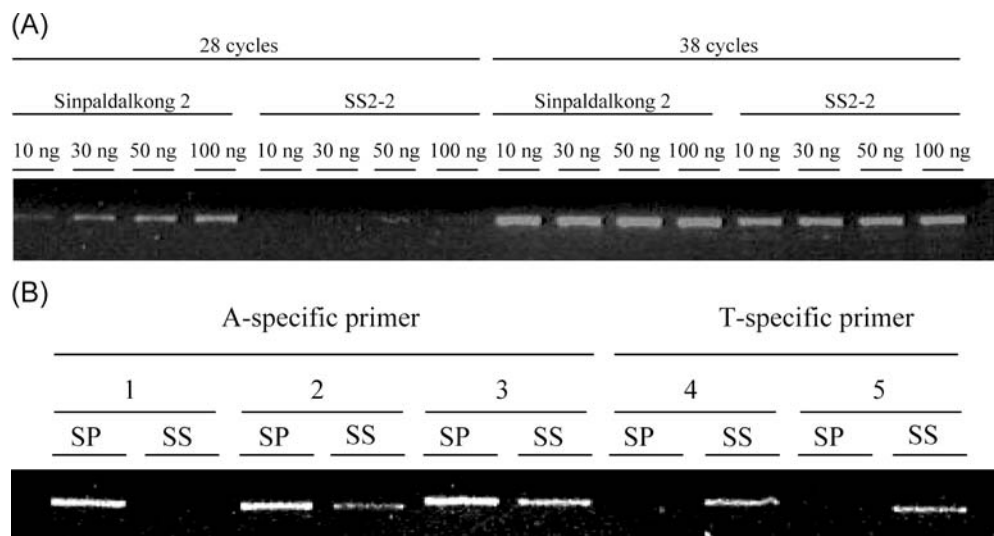 (A)
28 cycles 38 cycles
Sinpaldalkong 2 SS2-2 Sinpaldalkong 2 SS2-2
10 ng 30 ng 50 ng 100 ng 10 ng 30 ng 50 ng 100 ng 10 ng 30 ng 50 ng 100 ng 10 ng 30 ng 50 ng 100 ng
(B)
A-specific primer T-specific primer
1 2 3 4 5
SP SS SP SS SP SS SP SS SP SS